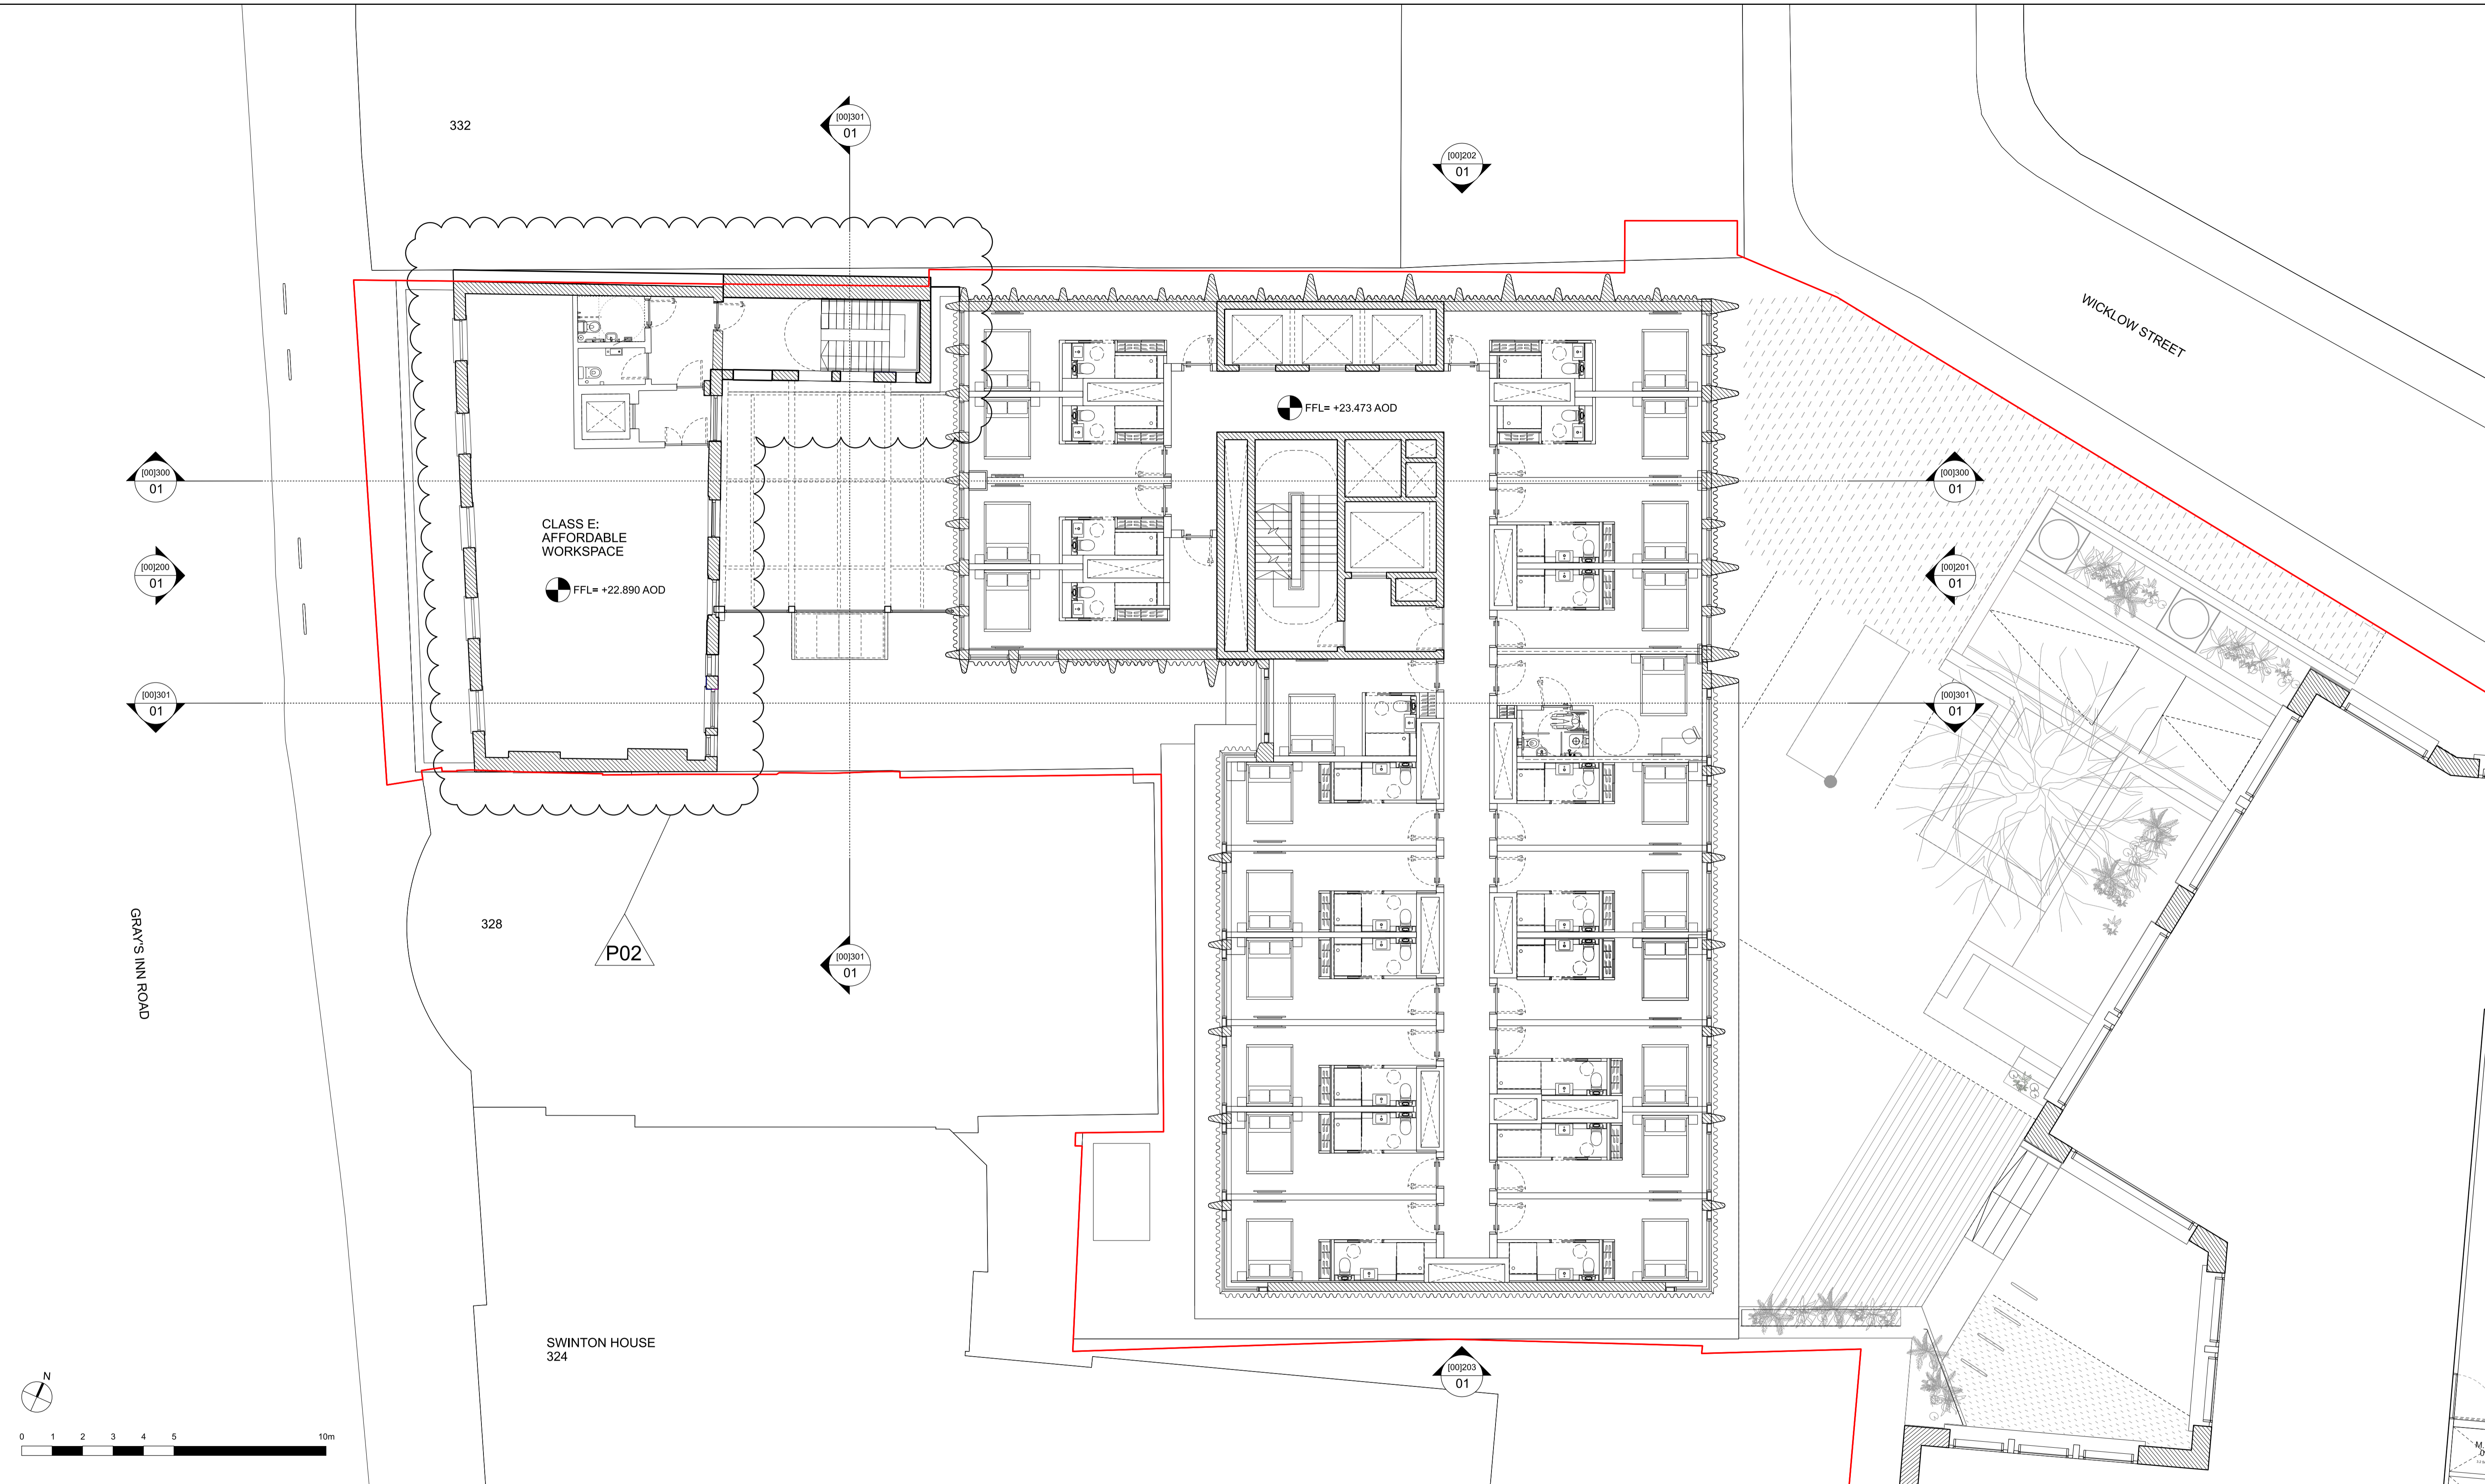 332
[00]301
01
[00]202
01
WICKLOW STREET
FFL= +23.473 AOD
[00]300
01
[00]300
01
CLASS E:
AFFORDABLE
WORKSPACE
[00]200
01
[00]201
01
FFL= +22.890 AOD
[00]301
01
[00]301
01
GRAY'S INN ROAD
328
P02
[00]301
01
SWINTON HOUSE
324
[00]203
01
N
0 1 2 3 4 5 10m